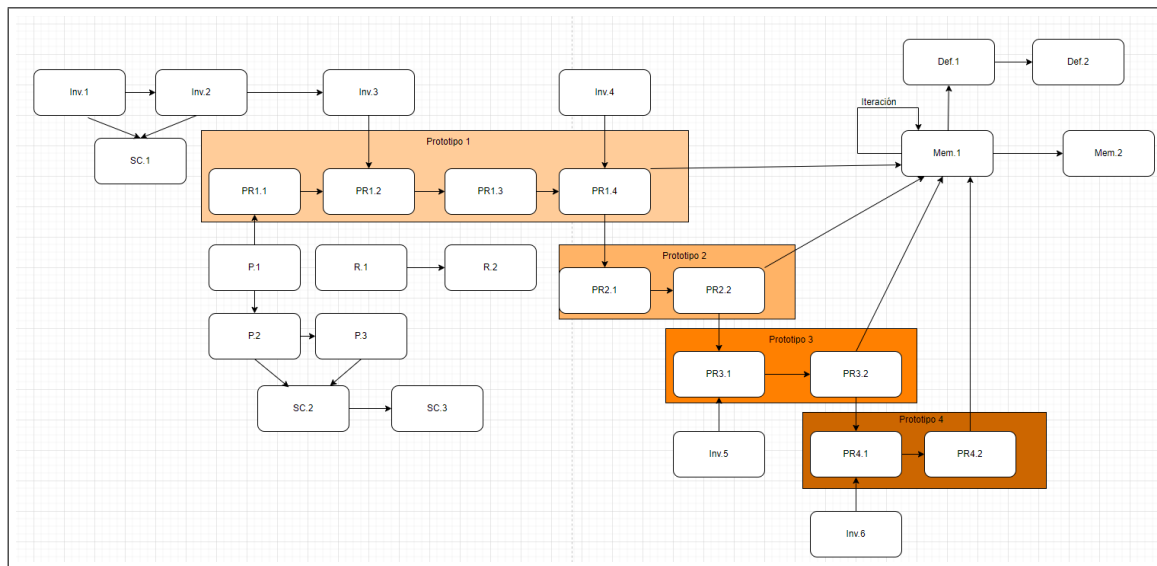 Def.1
Def.2
Inv.1
Inv.2
Inv.3
Inv.4
Iteración
Prototipo 1
Mem.1
Mem.2
SC.1
PR1.1
PR1.2
PR1.3
PR1.4
P.1
R.1
R.2
Prototipo 2
PR2.1
PR2.2
P.2
P.3
Prototipo 3
PR3.1
PR3.2
SC.2
SC.3
Prototipo 4
Inv.5
PR4.1
PR4.2
Inv.6